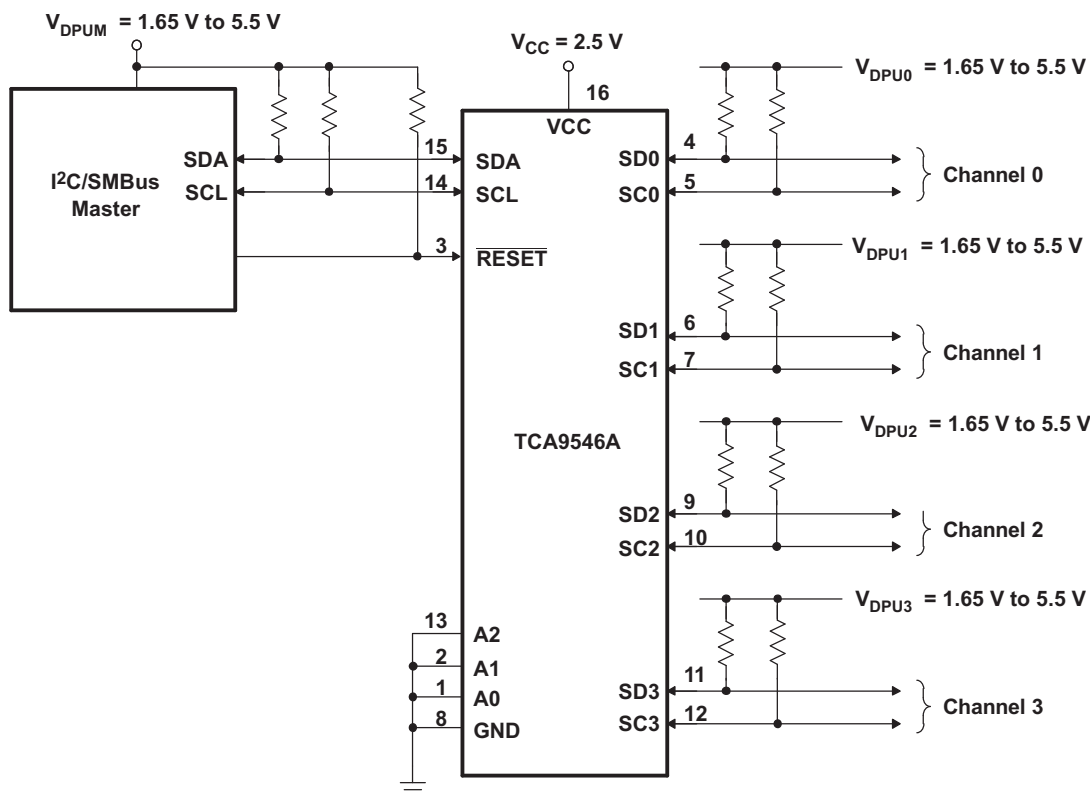 V_DPUM = 1.65 V to 5.5 V
V_CC = 2.5 V
16
VCC
I²C/SMBus
Master
SDA
SCL
15
14
3
SDA
SCL
RESET
TCA9546A
13
2
1
8
A2
A1
A0
GND
V_DPU0 = 1.65 V to 5.5 V
SD0
4
SC0
5
Channel 0
V_DPU1 = 1.65 V to 5.5 V
SD1
6
SC1
7
Channel 1
V_DPU2 = 1.65 V to 5.5 V
SD2
9
SC2
10
Channel 2
V_DPU3 = 1.65 V to 5.5 V
SD3
11
SC3
12
Channel 3